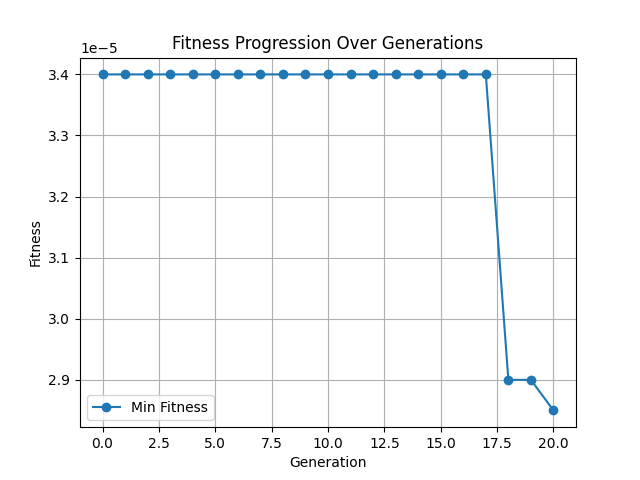 Fitness Progression Over Generations
1e−5
3.4
3.3
3.2
3.1
3.0
2.9
Fitness
Min Fitness
0.0 2.5 5.0 7.5 10.0 12.5 15.0 17.5 20.0
Generation